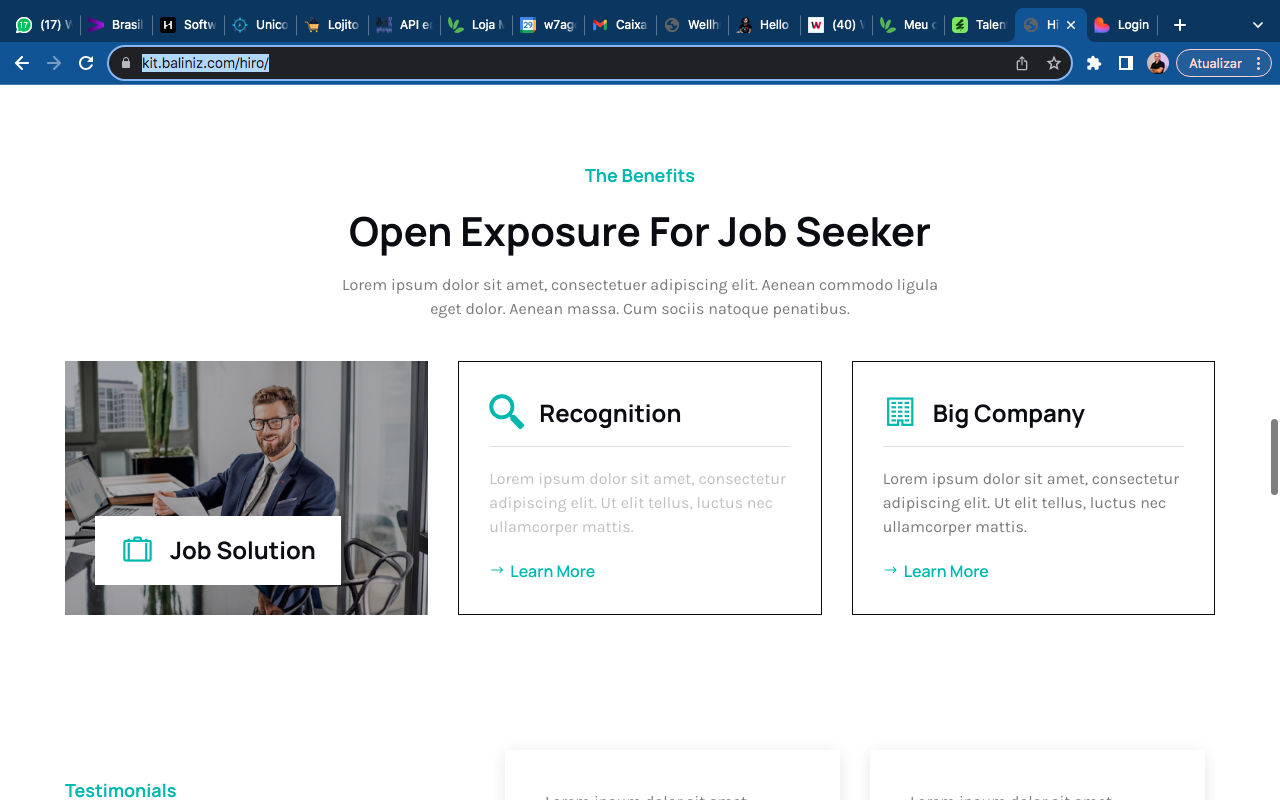 (17) W
Brasil
Softw
Unico
Lojito
API e
Loja
w7ag
Caixa
Wellh
Hello
(40)
Meu
Talen
Hi
Login
kit.baliniz.com/hiro/
Atualizar
The Benefits
Open Exposure For Job Seeker
Lorem ipsum dolor sit amet, consectetuer adipiscing elit. Aenean commodo ligula
eget dolor. Aenean massa. Cum sociis natoque penatibus.
Job Solution
Recognition
Lorem ipsum dolor sit amet, consectetur
adipiscing elit. Ut elit tellus, luctus nec
ullamcorper mattis.
→ Learn More
Big Company
Lorem ipsum dolor sit amet, consectetur
adipiscing elit. Ut elit tellus, luctus nec
ullamcorper mattis.
→ Learn More
Testimonials